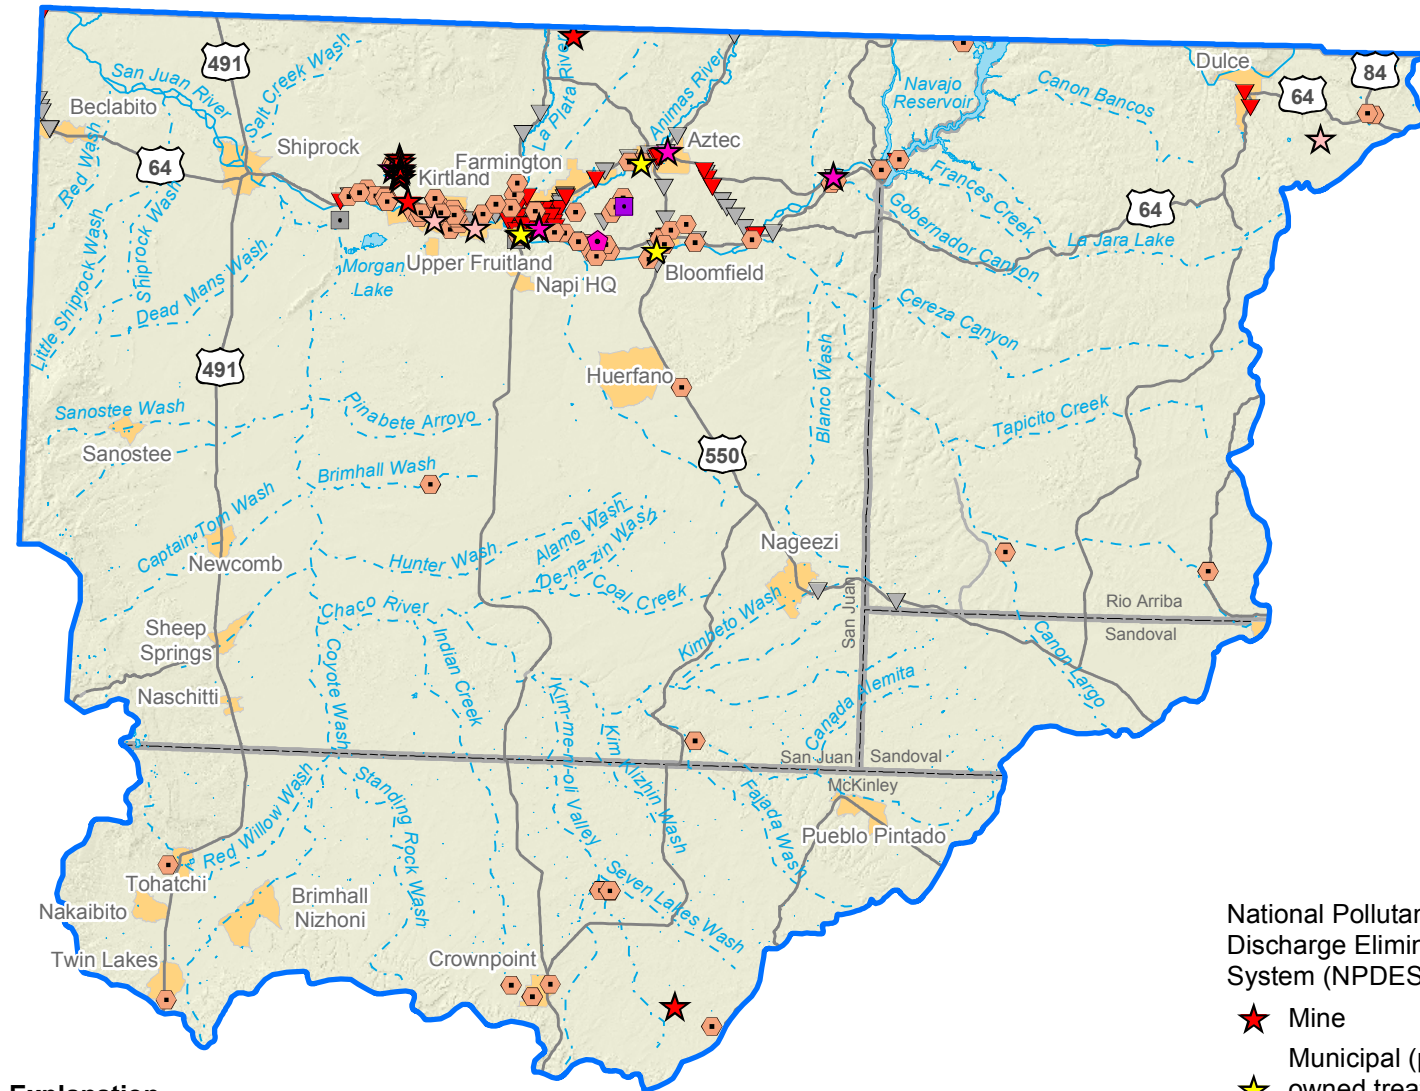 491
San Juan River
Salt Creek Wash
La Plata River
Animas River
Dulce
84
64
Navajo
Reservoir
Canon Bancos
Beclabito
Red Wash
64
Shiprock
Kirtland
Farmington
Aztec
Frances Creek
64
Gobernador Canyon
La Jara Lake
Little Shiprock Wash
Shiprock Wash
Dead Mans Wash
Morgan
Lake
Upper Fruitland
Napi HQ
Bloomfield
Cereza Canyon
491
Huerfano
Blanco Wash
Sanostee Wash
Sanostee
Pinabete Arroyo
Tapicito Creek
550
Brimhall Wash
Captain Tom Wash
Newcomb
Hunter Wash
Alamo Wash
De-na-zin Wash
Coal Creek
Nageezi
Chaco River
Kimbeto Wash
San Juan
Rio Arriba
Sandoval
Sheep
Springs
Coyote Wash
Indian Creek
Canon Largo
Naschitti
Kim-me-n-oli Valley
Kim Klizhin Wash
Canada Alemita
San Juan
Sandoval
McKinley
Fajada Wash
Pueblo Pintado
Red Willow Wash
Standing Rock Wash
Tohatchi
Nakaibito
Brimhall
Nizhoni
Seven Lakes Wash
Twin Lakes
Crownpoint
National Pollutan
Discharge Elimin
System (NPDES
Mine
Municipal (p
owned trea
Explanation